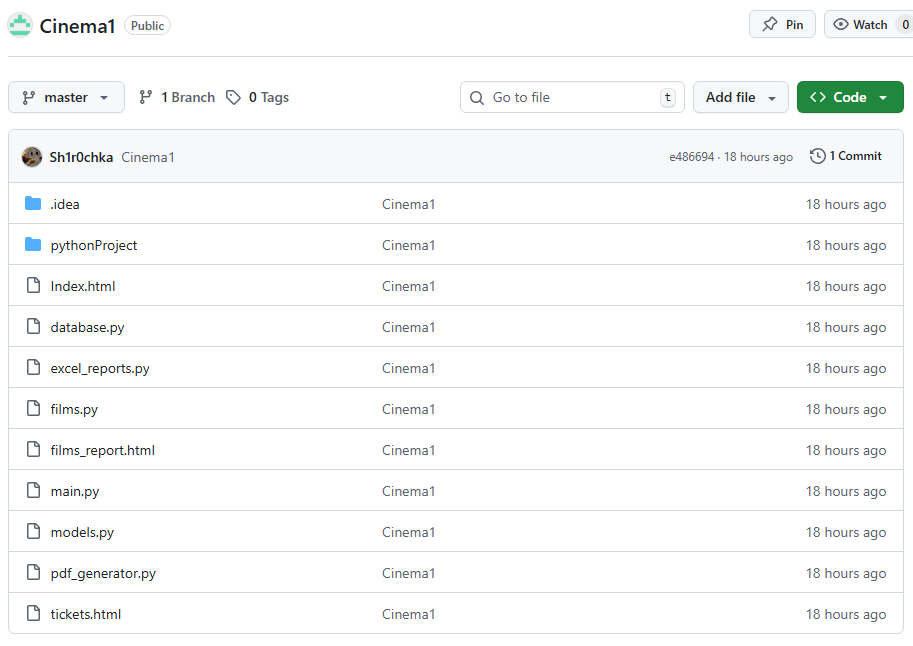 Cinema1 Public Pin Watch 0
master 1 Branch 0 Tags Go to file t Add file Code
Sh1r0chka Cinema1 e486694 · 18 hours ago 1 Commit
.idea Cinema1 18 hours ago
pythonProject Cinema1 18 hours ago
Index.html Cinema1 18 hours ago
database.py Cinema1 18 hours ago
excel_reports.py Cinema1 18 hours ago
films.py Cinema1 18 hours ago
films_report.html Cinema1 18 hours ago
main.py Cinema1 18 hours ago
models.py Cinema1 18 hours ago
pdf_generator.py Cinema1 18 hours ago
tickets.html Cinema1 18 hours ago